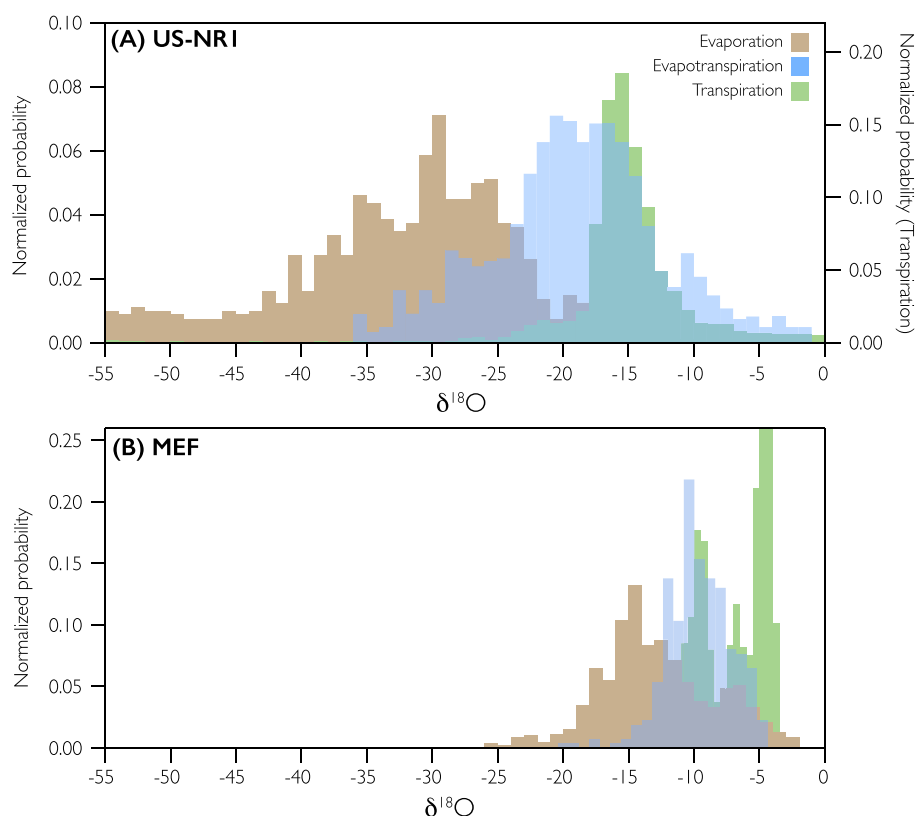 (A) US-NR1
Evaporation
Evapotranspiration
Transpiration
Normalized probability
0.10
0.08
0.06
0.04
0.02
0.00
Normalized probability (Transpiration)
0.20
0.15
0.10
0.05
0.00
-55 -50 -45 -40 -35 -30 -25 -20 -15 -10 -5 0
δ¹⁸O
(B) MEF
Normalized probability
0.25
0.20
0.15
0.10
0.05
0.00
-55 -50 -45 -40 -35 -30 -25 -20 -15 -10 -5 0
δ¹⁸O